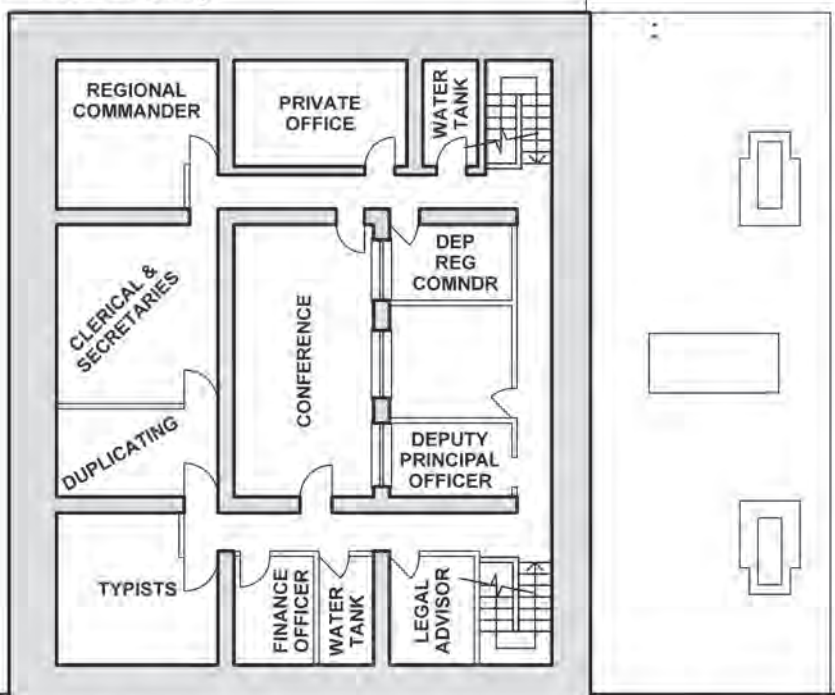 REGIONAL
COMMANDER
PRIVATE
OFFICE
WATER
TANK
CLERICAL &
SECRETARIES
CONFERENCE
DEP
REG
COMNDR
DUPLICATING
DEPUTY
PRINCIPAL
OFFICER
TYPISTS
FINANCE
OFFICER
WATER
TANK
LEGAL
ADVISOR